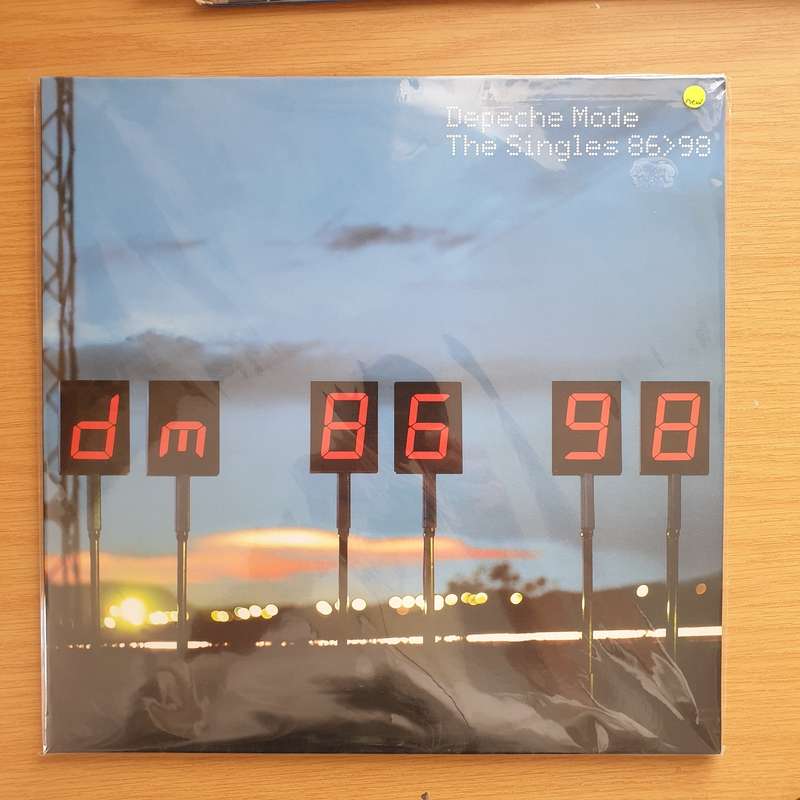 new
Depeche Mode
The Singles 86>98
dm 86 98